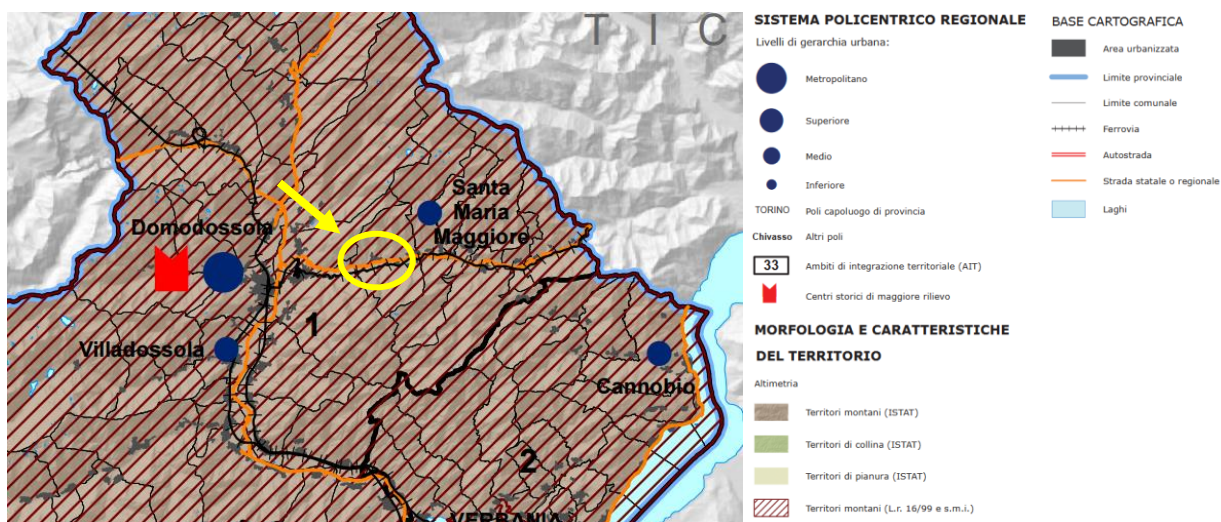 T I C
Santa
Maria
Maggiore
Domodossola
1
Villadossola
Cannobio
2
VERBANIA
SISTEMA POLICENTRICO REGIONALE
Livelli di gerarchia urbana:
Metropolitano
Superiore
Medio
Inferiore
TORINO Poli capoluogo di provincia
Chivasso Altri poli
33 Ambiti di integrazione territoriale (AIT)
Centri storici di maggiore rilievo
MORFOLOGIA E CARATTERISTICHE
DEL TERRITORIO
Altimetria
Territori montani (ISTAT)
Territori di collina (ISTAT)
Territori di pianura (ISTAT)
Territori montani (L.r. 16/99 e s.m.i.)
BASE CARTOGRAFICA
Area urbanizzata
Limite provinciale
Limite comunale
Ferrovia
Autostrada
Strada statale o regionale
Laghi